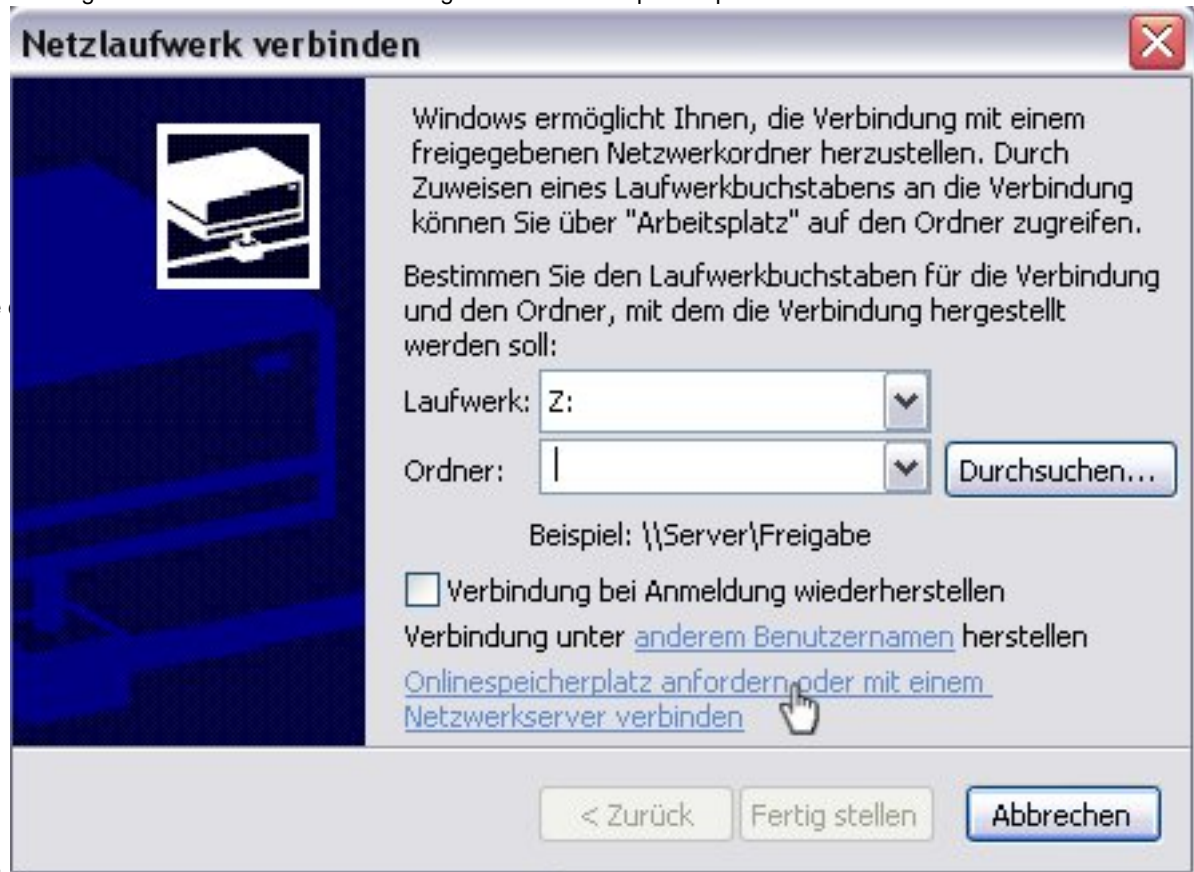 Netzlaufwerk verbinden
Windows ermöglicht Ihnen, die Verbindung mit einem
freigegebenen Netzwerkordner herzustellen. Durch
Zuweisen eines Laufwerkbuchstabens an die Verbindung
können Sie über "Arbeitsplatz" auf den Ordner zugreifen.
Bestimmen Sie den Laufwerkbuchstaben für die Verbindung
und den Ordner, mit dem die Verbindung hergestellt
werden soll:
Laufwerk: Z:
Ordner: Durchsuchen...
Beispiel: \\Server\Freigabe
Verbindung bei Anmeldung wiederherstellen
Verbindung unter anderem Benutzernamen herstellen
Onlinespeicherplatz anfordern oder mit einem
Netzwerkserver verbinden
< Zurück Fertig stellen Abbrechen